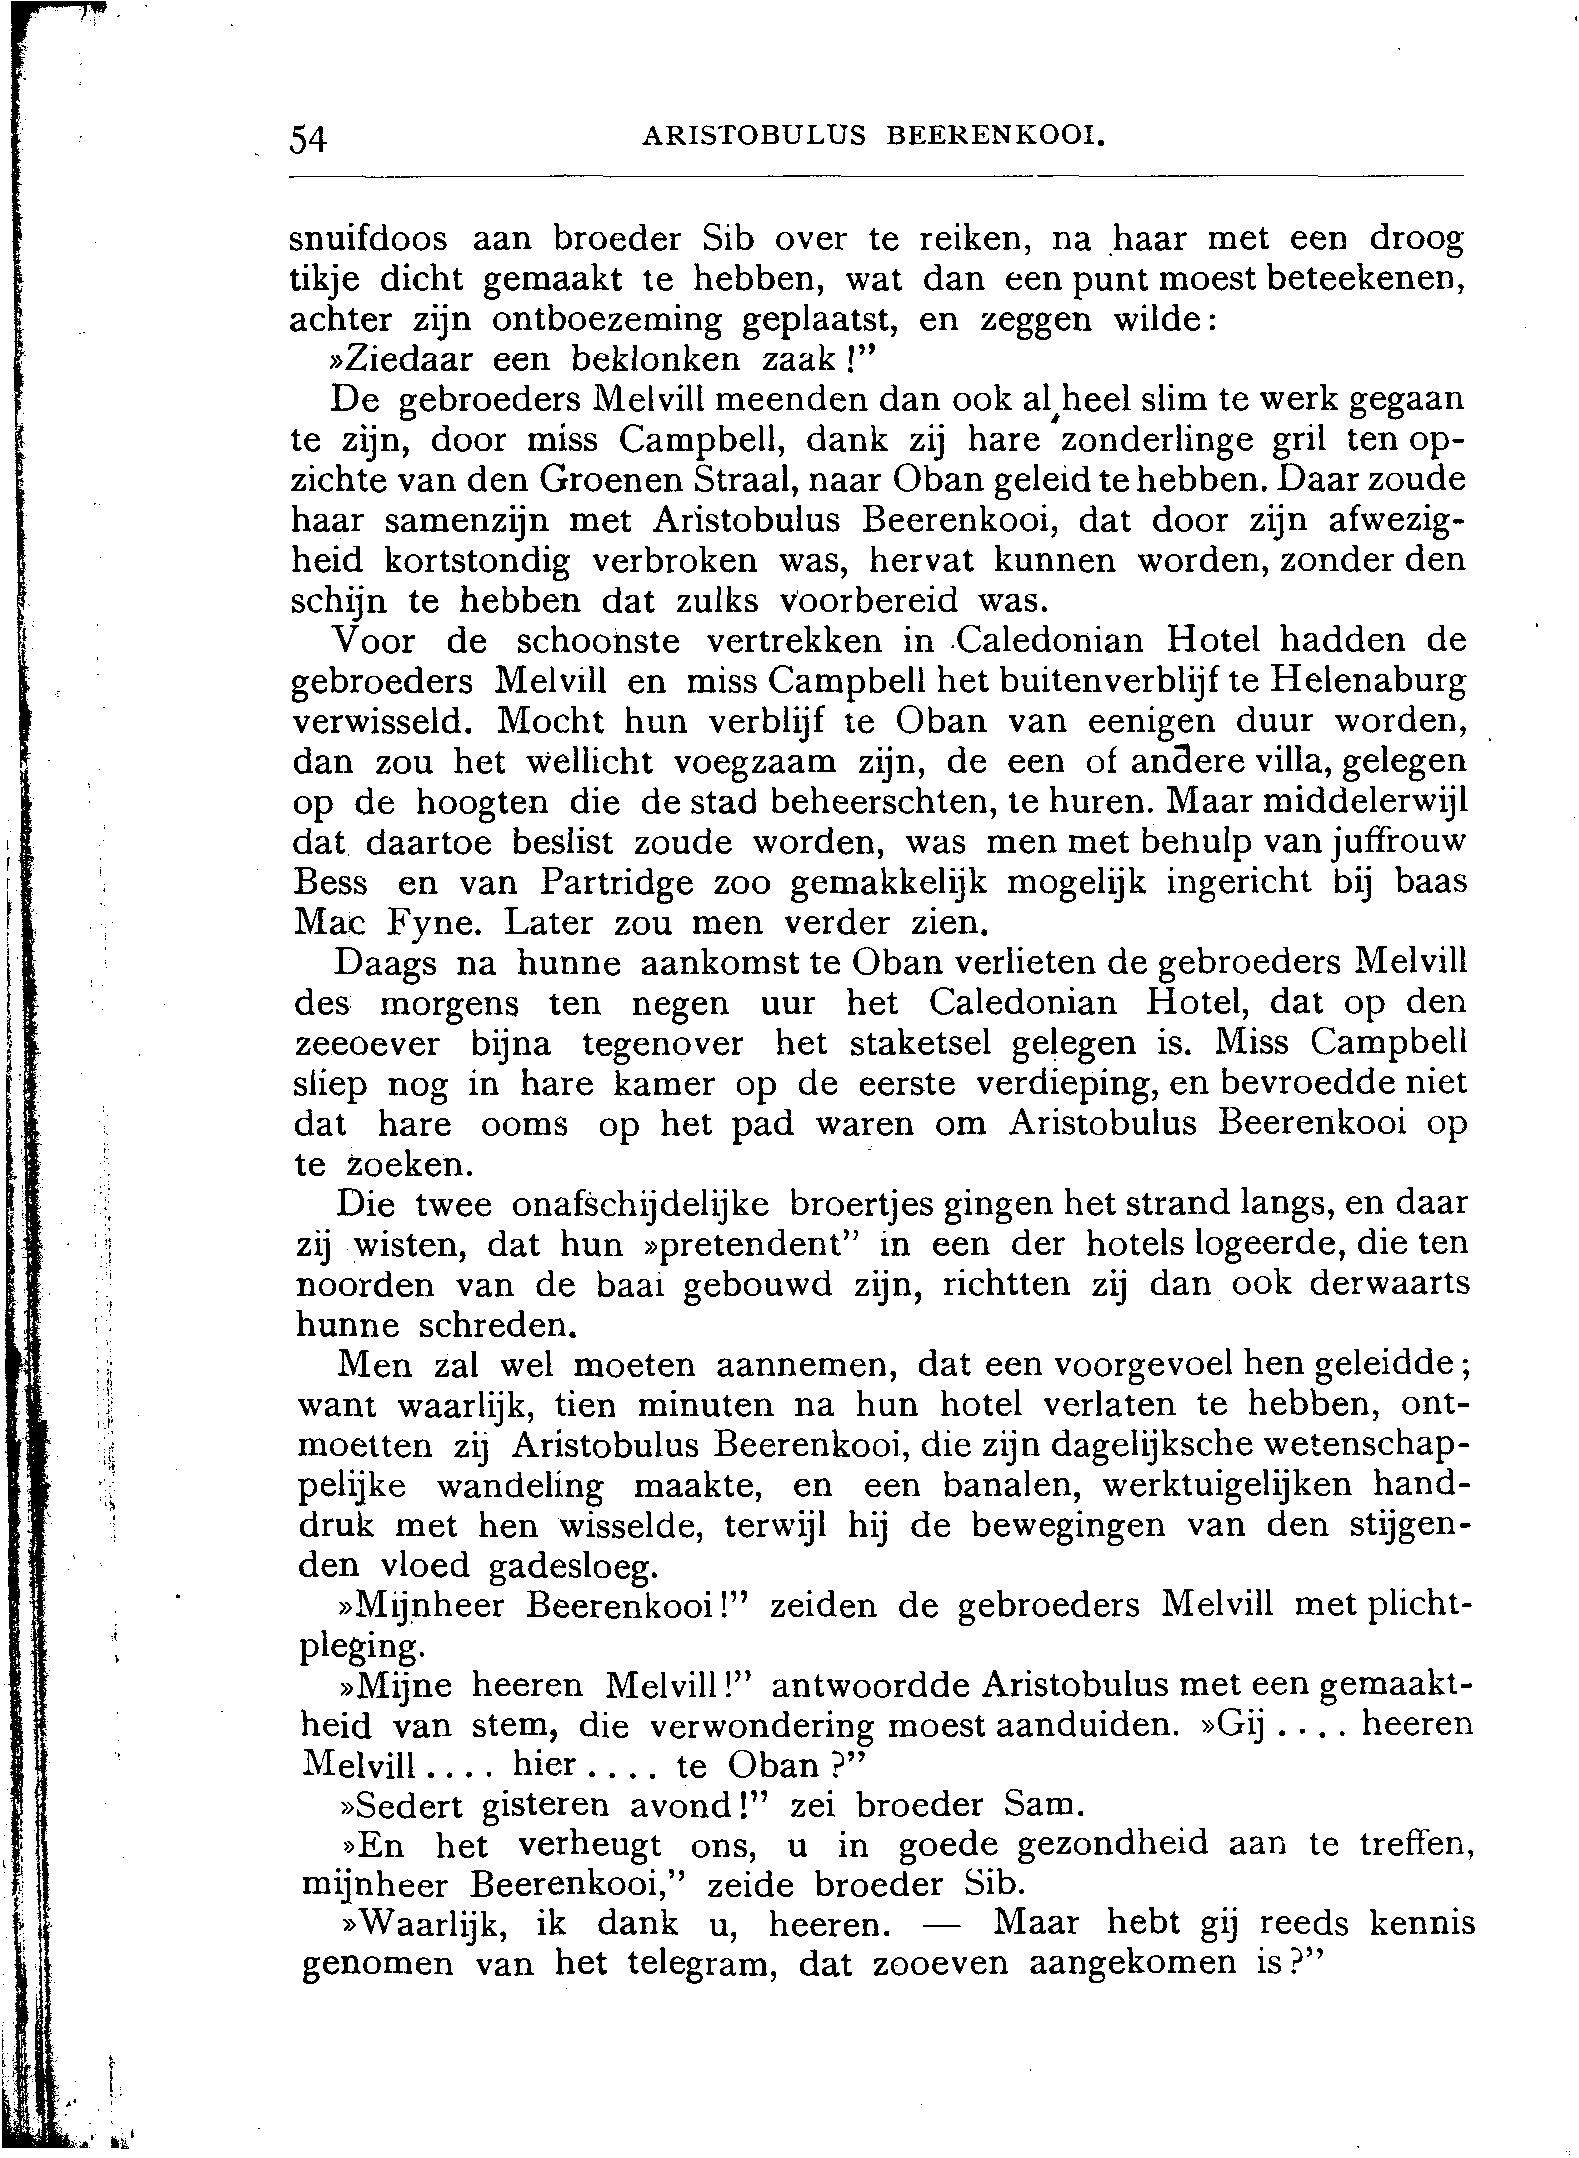 54 ARISTOBULUS BEERENKOOI.
snuifdoos aan broeder Sib over te reiken, na haar met een droog
tikje dicht gemaakt te hebben, wat dan een punt moest beteekenen,
achter zijn ontboezeming geplaatst, en zeggen wilde:
»Ziedaar een beklonken zaak!”
De gebroeders Melvill meenden dan ook al heel slim te werk gegaan
te zijn, door miss Campbell, dank zij hare zonderlinge gril ten op-
zichte van den Groenen Straal, naar Oban geleid te hebben. Daar zoude
haar samenzijn met Aristobulus Beerenkooi, dat door zijn afwezig-
heid kortstondig verbroken was, hervat kunnen worden, zonder den
schijn te hebben dat zulks voorbereid was.
Voor de schoonste vertrekken in Caledonian Hotel hadden de
gebroeders Melvill en miss Campbell het buitenverblijf te Helenaburg
verwisseld. Mocht hun verblijf te Oban van eenigen duur worden,
dan zou het wellicht voegzaam zijn, de een of andere villa, gelegen
op de hoogten die de stad beheerschten, te huren. Maar middelerwijl
dat daartoe beslist zoude worden, was men met behulp van juffrouw
Bess en van Partridge zoo gemakkelijk mogelijk ingericht bij baas
Mac Fyne. Later zou men verder zien.
Daags na hunne aankomst te Oban verlieten de gebroeders Melvill
des morgens ten negen uur het Caledonian Hotel, dat op den
zeeoever bijna tegenover het staketsel gelegen is. Miss Campbell
sliep nog in hare kamer op de eerste verdieping, en bevroedde niet
dat hare ooms op het pad waren om Aristobulus Beerenkooi op
te zoeken.
Die twee onafschijdelijke broertjes gingen het strand langs, en daar
zij wisten, dat hun »pretendent” in een der hotels logeerde, die ten
noorden van de baai gebouwd zijn, richtten zij dan ook derwaarts
hunne schreden.
Men zal wel moeten aannemen, dat een voorgevoel hen geleidde;
want waarlijk, tien minuten na hun hotel verlaten te hebben, ont-
moetten zij Aristobulus Beerenkooi, die zijn dagelijksche wetenschap-
pelijke wandeling maakte, en een banalen, werktuigelijken hand-
druk met hen wisselde, terwijl hij de bewegingen van den stijgen-
den vloed gadesloeg.
»Mijnheer Beerenkooi!” zeiden de gebroeders Melvill met plicht-
pleging.
»Mijne heeren Melvill!” antwoordde Aristobulus met een gemaakt-
heid van stem, die verwondering moest aanduiden. »Gij.... heeren
Melvill.... hier.... te Oban?”
»Sedert gisteren avond!” zei broeder Sam.
»En het verheugt ons, u in goede gezondheid aan te treffen,
mijnheer Beerenkooi,” zeide broeder Sib.
»Waarlijk, ik dank u, heeren. — Maar hebt gij reeds kennis
genomen van het telegram, dat zooeven aangekomen is?”